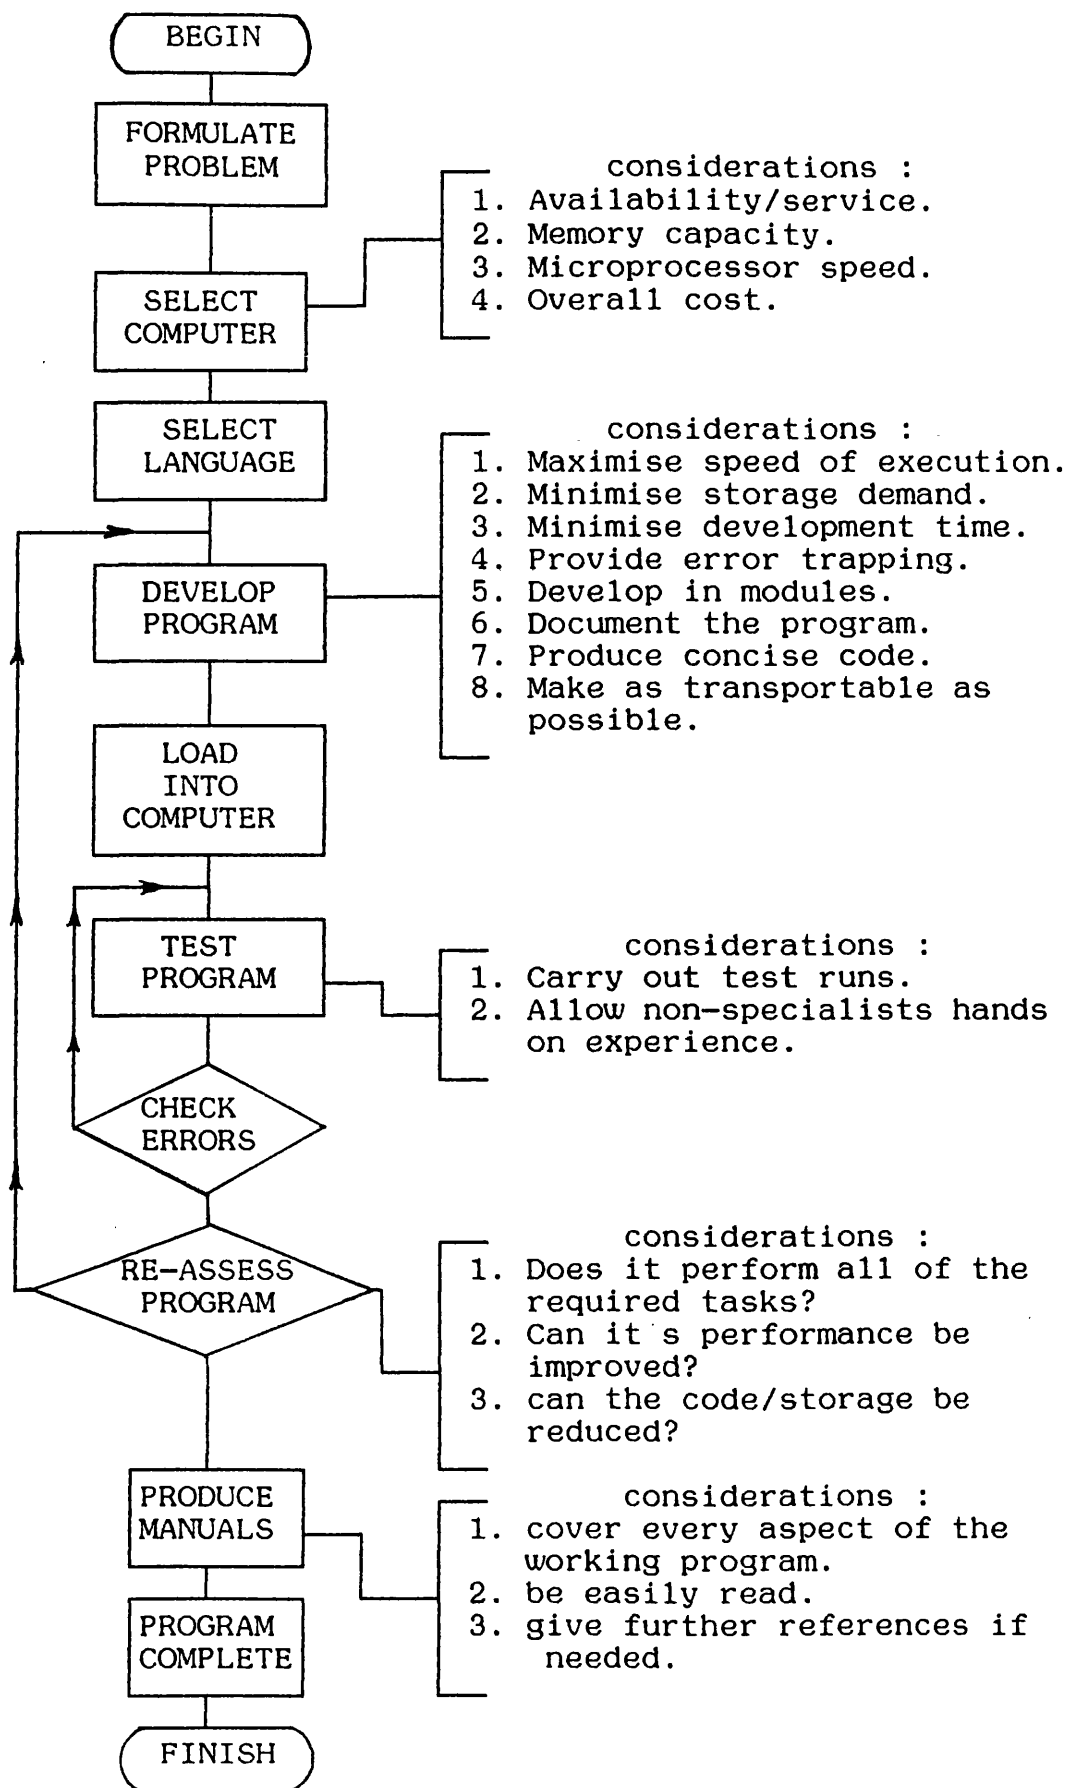 BEGIN
FORMULATE
PROBLEM
considerations :
1. Availability/service.
2. Memory capacity.
3. Microprocessor speed.
4. Overall cost.
SELECT
COMPUTER
SELECT
LANGUAGE
considerations :
1. Maximise speed of execution.
2. Minimise storage demand.
3. Minimise development time.
4. Provide error trapping.
5. Develop in modules.
6. Document the program.
7. Produce concise code.
8. Make as transportable as
possible.
DEVELOP
PROGRAM
LOAD
INTO
COMPUTER
TEST
PROGRAM
considerations :
1. Carry out test runs.
2. Allow non-specialists hands
on experience.
CHECK
ERRORS
RE-ASSESS
PROGRAM
considerations :
1. Does it perform all of the
required tasks?
2. Can it's performance be
improved?
3. can the code/storage be
reduced?
PRODUCE
MANUALS
considerations :
1. cover every aspect of the
working program.
2. be easily read.
3. give further references if
needed.
PROGRAM
COMPLETE
FINISH